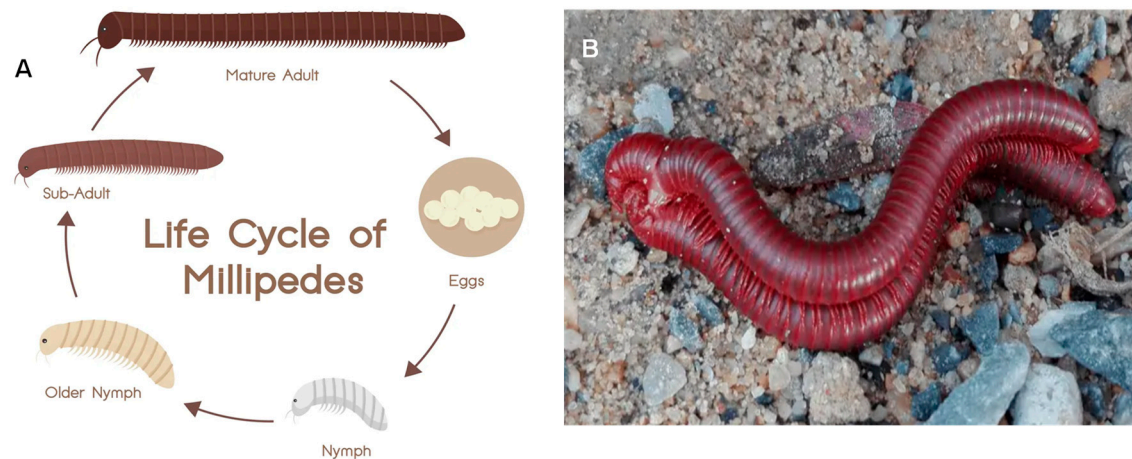 A
Mature Adult
B
Sub-Adult
Life Cycle of
Millipedes
Eggs
Older Nymph
Nymph